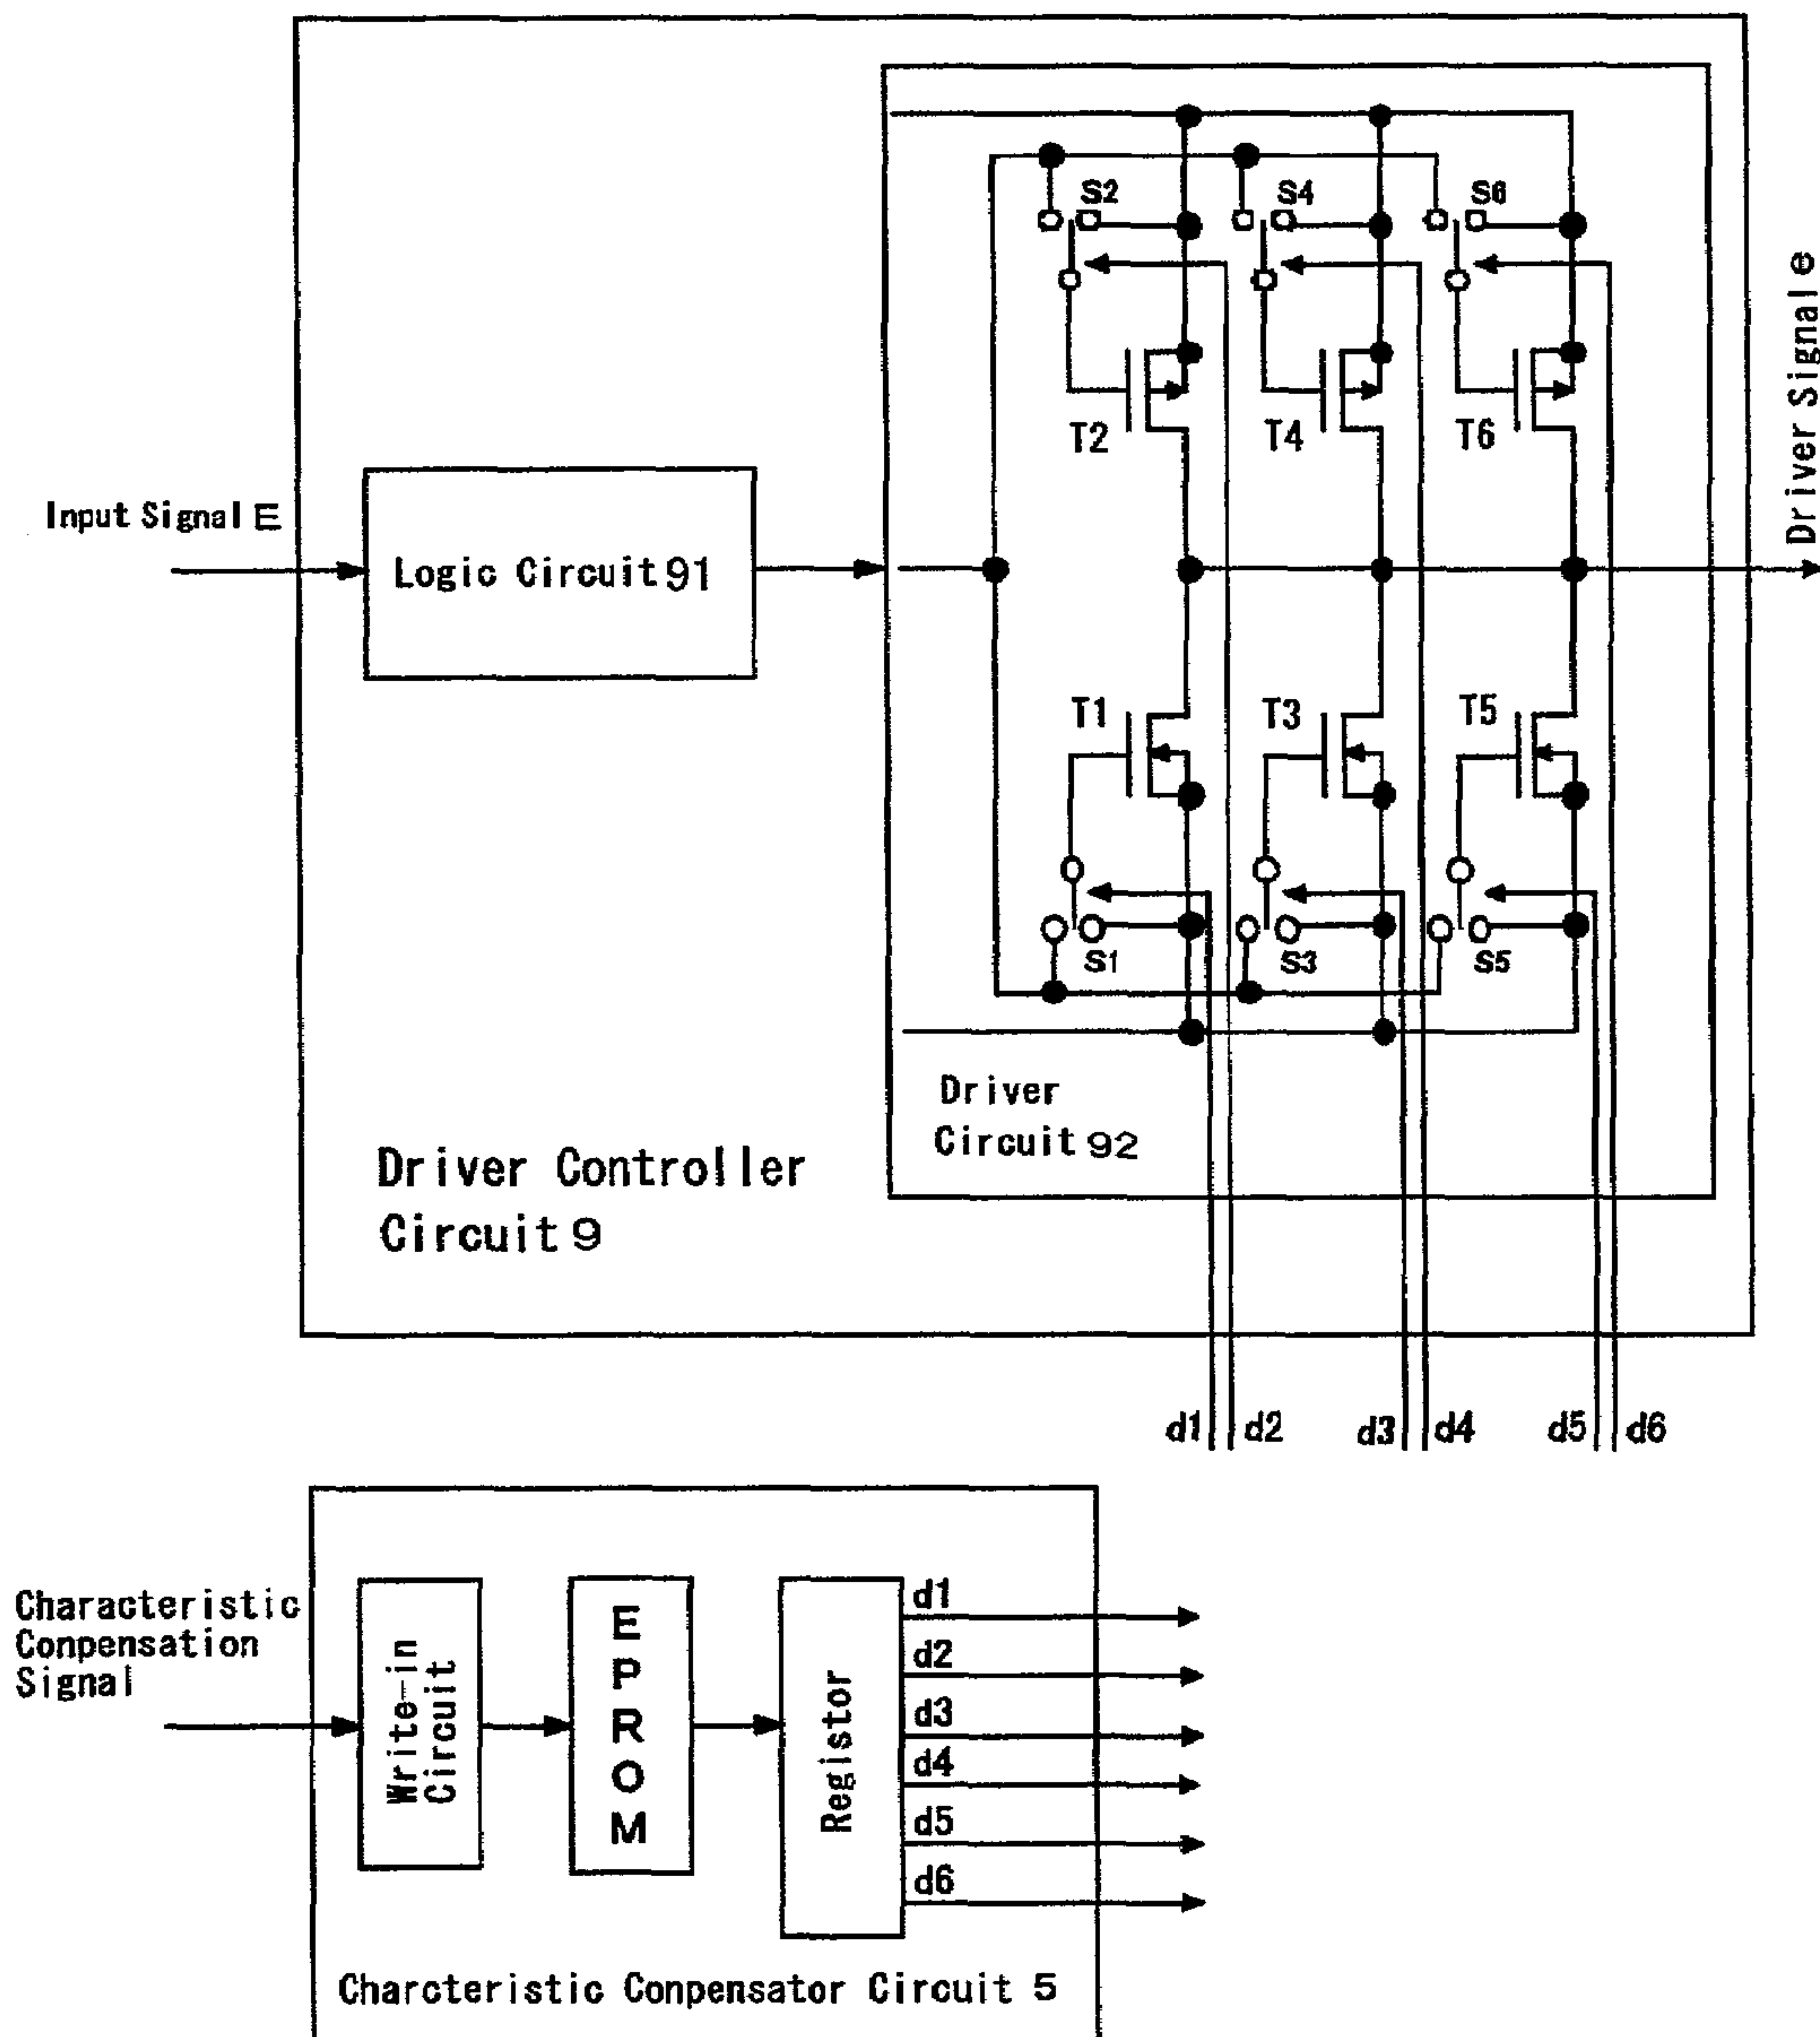 S2 S4 S6
Driver Signal e
T2 T4 T6
Input Signal E
Logic Circuit 91
T1 T3 T5
S1 S3 S5
Driver
Circuit 92
Driver Controller
Circuit 9
d1 d2 d3 d4 d5 d6
Characteristic
Conpensation
Signal
Write-in
Circuit
EPROM
Registor
d1
d2
d3
d4
d5
d6
Charcteristic Conpensator Circuit 5